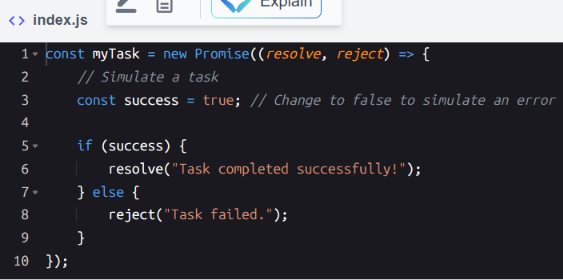 Explain
index.js
1 const myTask = new Promise((resolve, reject) => {
2 // Simulate a task
3 const success = true; // Change to false to simulate an error
4
5 if (success) {
6 resolve("Task completed successfully!");
7 } else {
8 reject("Task failed.");
9 }
10 });